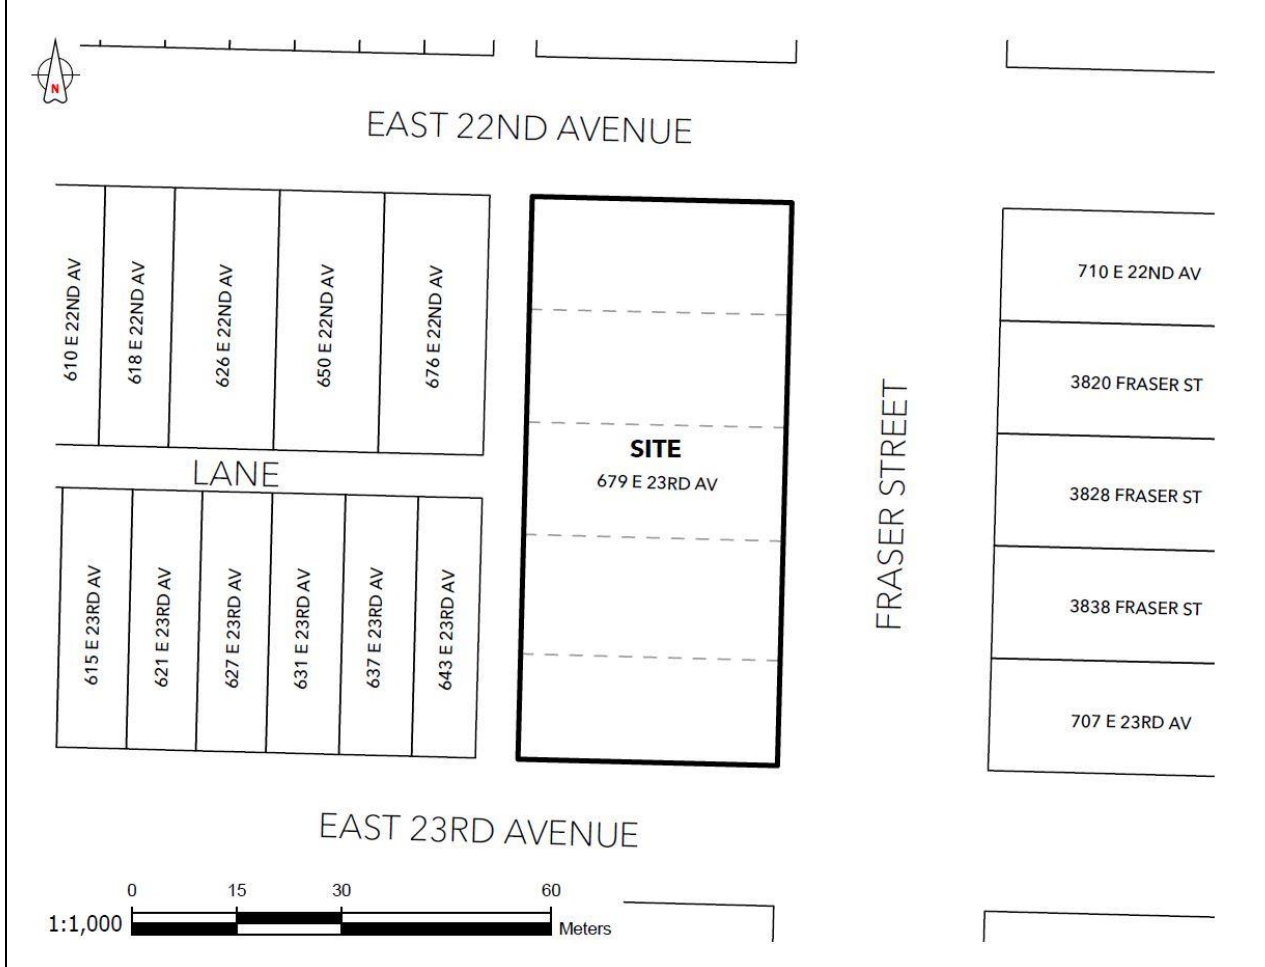 N
EAST 22ND AVENUE
610 E 22ND AV
618 E 22ND AV
626 E 22ND AV
650 E 22ND AV
676 E 22ND AV
LANE
615 E 23RD AV
621 E 23RD AV
627 E 23RD AV
631 E 23RD AV
637 E 23RD AV
643 E 23RD AV
SITE
679 E 23RD AV
FRASER STREET
710 E 22ND AV
3820 FRASER ST
3828 FRASER ST
3838 FRASER ST
707 E 23RD AV
EAST 23RD AVENUE
0 15 30 60
1:1,000
Meters